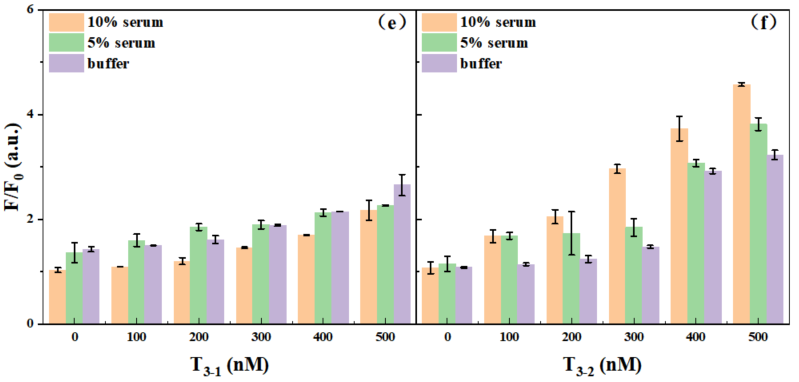 10% serum
5% serum
buffer
(e)
10% serum
5% serum
buffer
(f)
F/F0 (a.u.)
6
4
2
0
0 100 200 300 400 500
0 100 200 300 400 500
T3-1 (nM)
T3-2 (nM)